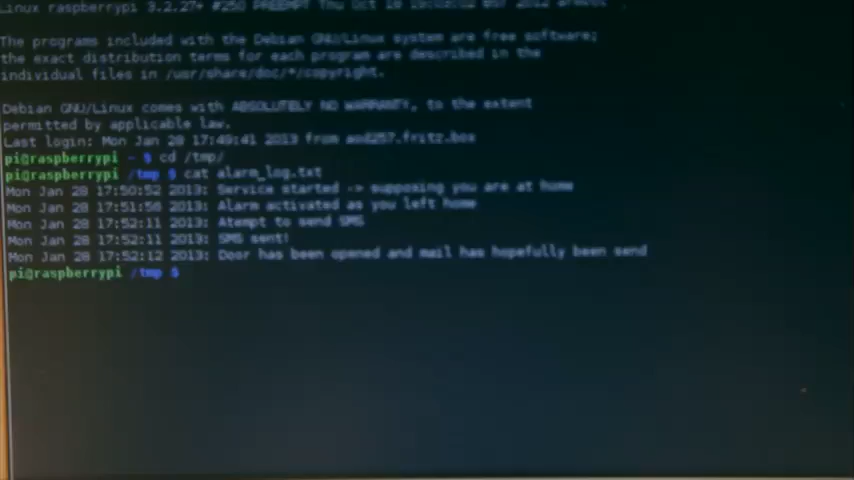 Linux raspberrypi 3.2.27+ #250 PREEMPT Thu Oct 18 2012
The programs included with the Debian GNU/Linux system are free software;
the exact distribution terms for each program are described in the
individual files in /usr/share/doc/*/copyright.
Debian GNU/Linux comes with ABSOLUTELY NO WARRANTY, to the extent
permitted by applicable law.
Last login: Mon Jan 28 17:49:41 2013 from and257.fritz.box
pi@raspberrypi ~ $ cd /tmp/
pi@raspberrypi /tmp $ cat alarm_log.txt
Mon Jan 28 17:50:52 2013: Service started -> supposing you are at home
Mon Jan 28 17:51:56 2013: Alarm activated as you left home
Mon Jan 28 17:52:11 2013: Atempt to send SMS
Mon Jan 28 17:52:11 2013: SMS sent!
Mon Jan 28 17:52:12 2013: Door has been opened and mail has hopefully been send
pi@raspberrypi /tmp $